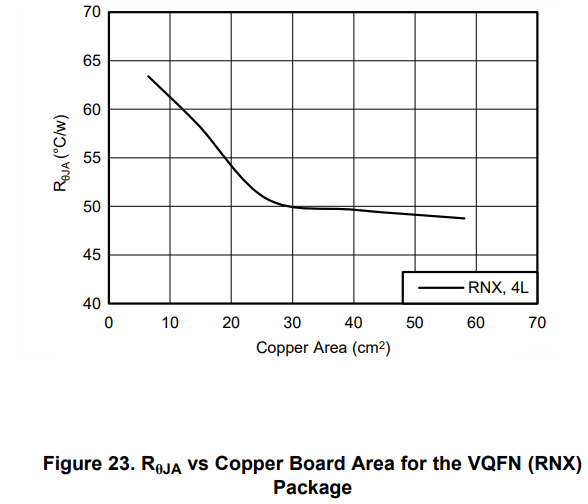 70
65
60
55
50
45
40
RθJA (°C/w)
RNX, 4L
0 10 20 30 40 50 60 70
Copper Area (cm²)
Figure 23. RθJA vs Copper Board Area for the VQFN (RNX)
Package